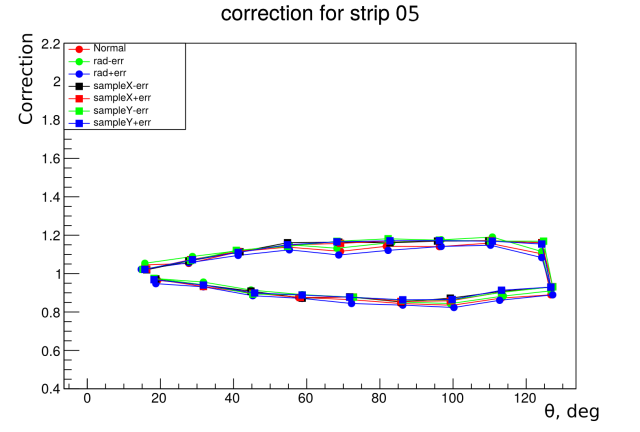 correction for strip 05
Correction
2.2
2
1.8
1.6
1.4
1.2
1
0.8
0.6
0.4
Normal
rad-err
rad+err
sampleX-err
sampleX+err
sampleY-err
sampleY+err
0 20 40 60 80 100 120
θ, deg